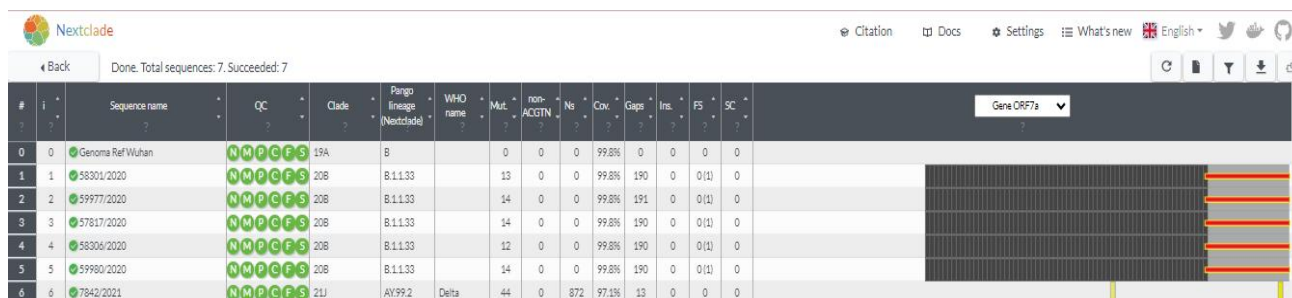 Nextclade Citation Docs Settings What's new English
Back Done. Total sequences: 7. Succeeded: 7
# i Sequence name QC Clade Pango lineage (Nextclade) WHO name Mut. non-ACGTN Ns Cov. Gaps Ins. FS SC Gene ORF7a
? ? ? ? ? ? ? ? ? ? ? ? ? ? ? ?
0 0 Genoma Ref Wuhan N M P C F S 19A B 0 0 0 99.8% 0 0 0 0
1 1 58301/2020 N M P C F S 20B B.1.1.33 13 0 0 99.8% 190 0 0 (1) 0
2 2 59977/2020 N M P C F S 20B B.1.1.33 14 0 0 99.8% 191 0 0 (1) 0
3 3 57817/2020 N M P C F S 20B B.1.1.33 14 0 0 99.8% 190 0 0 (1) 0
4 4 58306/2020 N M P C F S 20B B.1.1.33 12 0 0 99.8% 190 0 0 (1) 0
5 5 59980/2020 N M P C F S 20B B.1.1.33 14 0 0 99.8% 190 0 0 (1) 0
6 6 7842/2021 N M P C F S 21J AY.99.2 Delta 44 0 872 97.1% 13 0 0 0